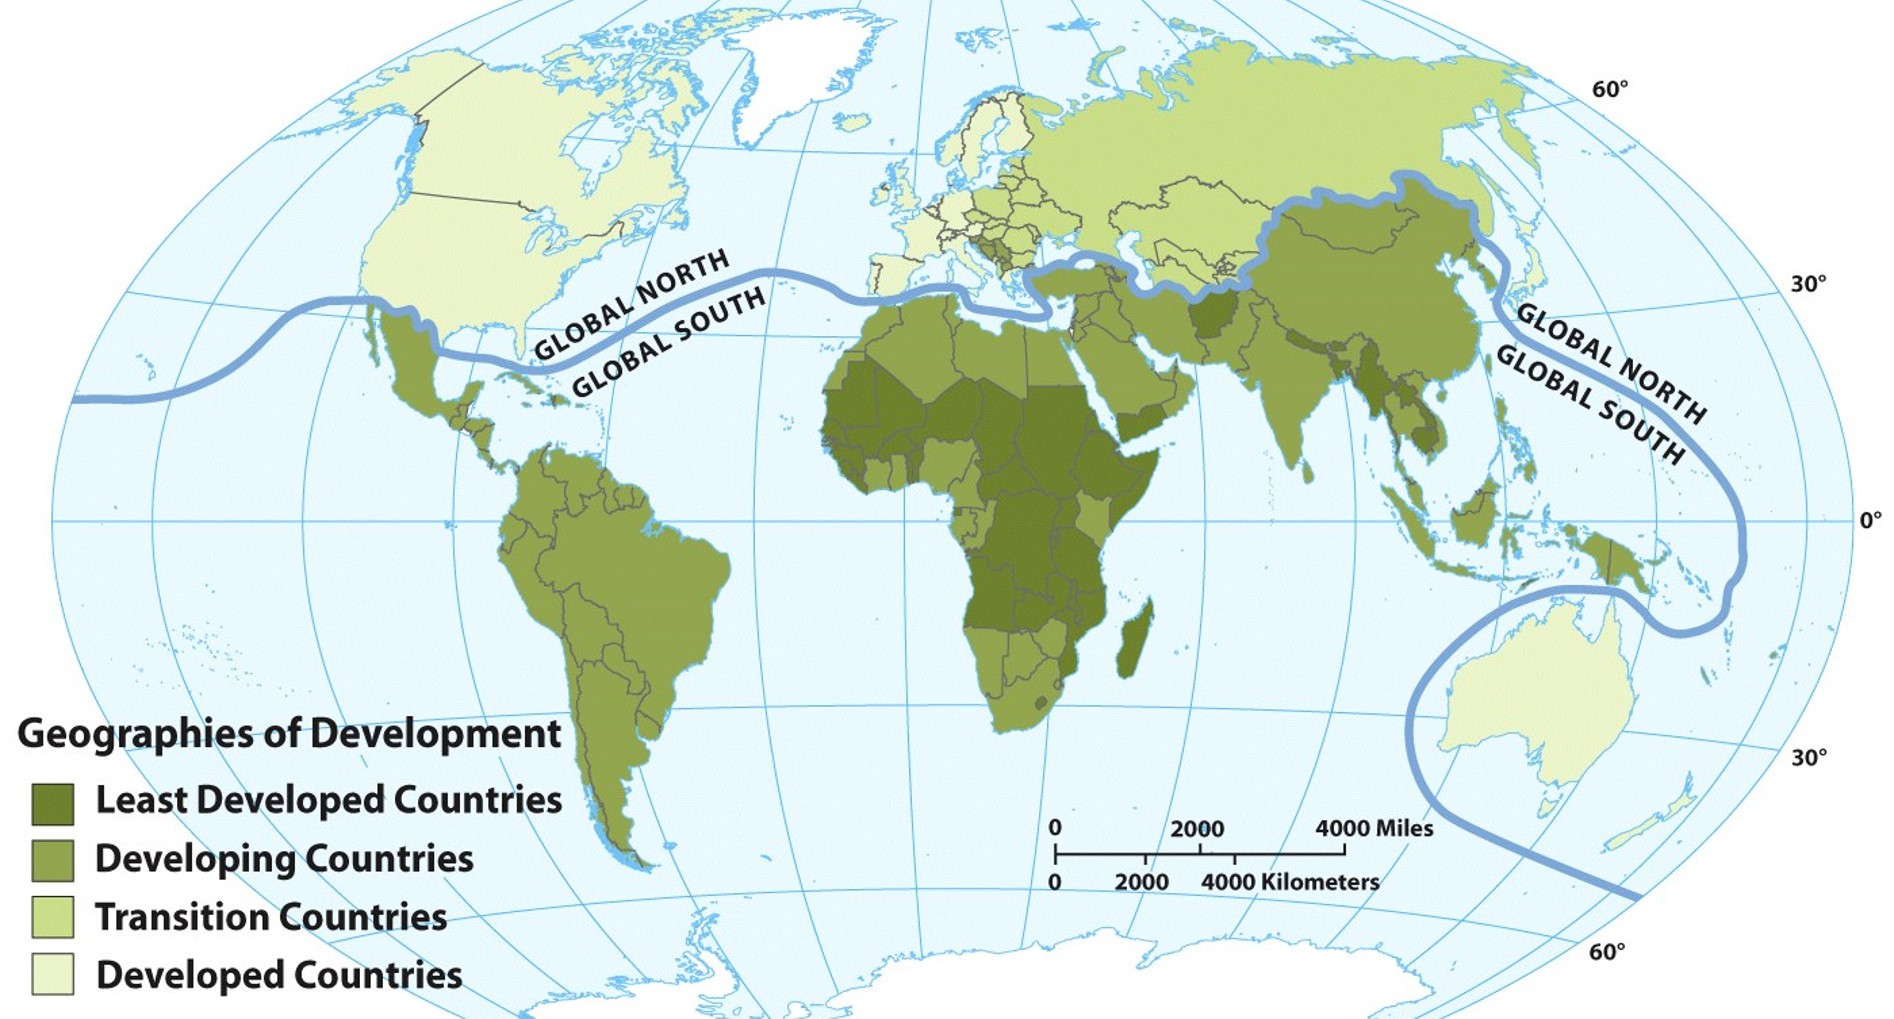 60°
30°
GLOBAL NORTH
GLOBAL SOUTH
GLOBAL NORTH
GLOBAL SOUTH
0°
Geographies of Development
Least Developed Countries
Developing Countries
Transition Countries
Developed Countries
30°
0 2000 4000 Miles
0 2000 4000 Kilometers
60°